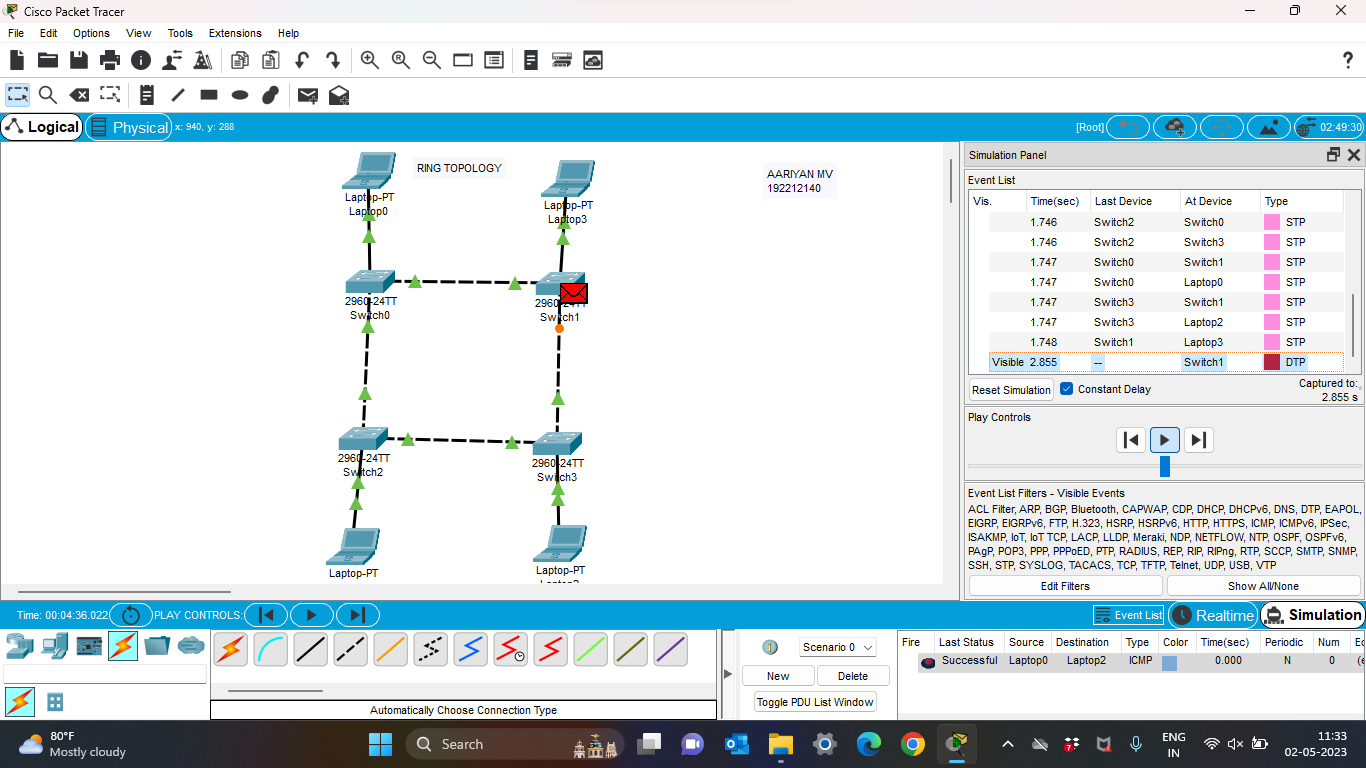 Cisco Packet Tracer
File Edit Options View Tools Extensions Help
?
Logical Physical x: 940, y: 288 [Root] 02:49:30
RING TOPOLOGY
AARIYAN MV
192212140
Laptop-PT
Laptop0
Laptop-PT
Laptop3
2960-24TT
Switch0
2960-24TT
Switch1
2960-24TT
Switch2
2960-24TT
Switch3
Laptop-PT
Laptop-PT
Simulation Panel
Event List
Vis. Time(sec) Last Device At Device Type
1.746 Switch2 Switch0 STP
1.746 Switch2 Switch3 STP
1.747 Switch0 Switch1 STP
1.747 Switch0 Laptop0 STP
1.747 Switch3 Switch1 STP
1.747 Switch3 Laptop2 STP
1.748 Switch1 Laptop3 STP
Visible 2.855 -- Switch1 DTP
Reset Simulation Constant Delay Captured to:
2.855 s
Play Controls
Event List Filters - Visible Events
ACL Filter, ARP, BGP, Bluetooth, CAPWAP, CDP, DHCP, DHCPv6, DNS, DTP, EAPOL,
EIGRP, EIGRPv6, FTP, H.323, HSRP, HSRPv6, HTTP, HTTPS, ICMP, ICMPv6, IPSec,
ISAKMP, IoT, IoT TCP, LACP, LLDP, Meraki, NDP, NETFLOW, NTP, OSPF, OSPFv6,
PAgP, POP3, PPP, PPPoED, PTP, RADIUS, REP, RIP, RIPng, RTP, SCCP, SMTP, SNMP,
SSH, STP, SYSLOG, TACACS, TCP, TFTP, Telnet, UDP, USB, VTP
Edit Filters Show All/None
Time: 00:04:36.022 PLAY CONTROLS: Event List Realtime Simulation
Scenario 0
New Delete
Toggle PDU List Window
Fire Last Status Source Destination Type Color Time(sec) Periodic Num
Successful Laptop0 Laptop2 ICMP 0.000 N 0
Automatically Choose Connection Type
80°F
Mostly cloudy
Search
ENG
IN
11:33
02-05-2023